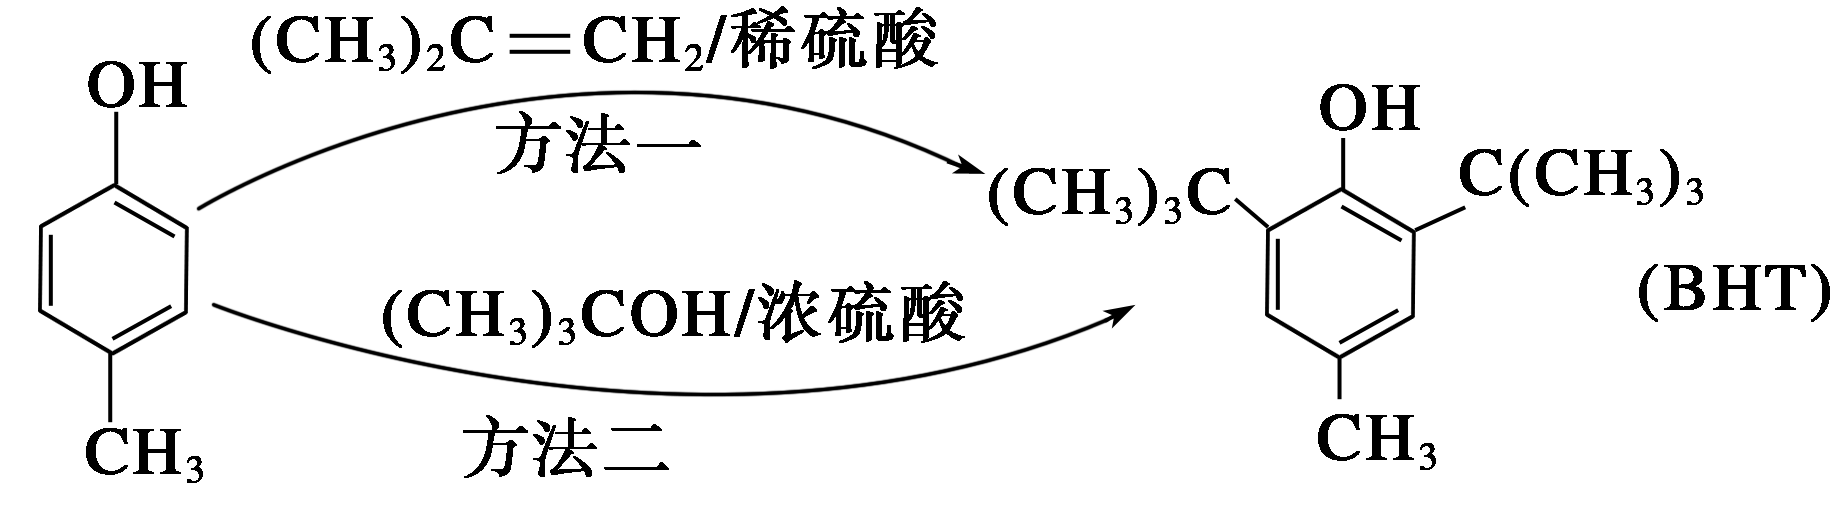 (CH₃)₂C=CH₂/稀硫酸
方法一
OH
CH₃
(CH₃)₃COH/浓硫酸
方法二
OH
(CH₃)₃C
C(CH₃)₃
CH₃
(BHT)